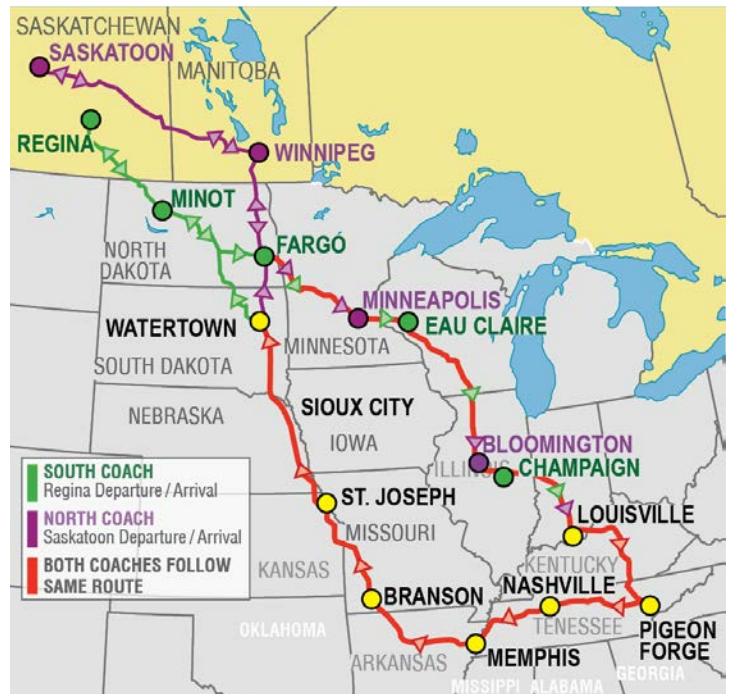 SASKATCHEWAN
SASKATOON
MANITOBA
REGINA
WINNIPEG
MINOT
NORTH
DAKOTA
FARGÓ
MINNEAPOLIS
EAU CLAIRE
WATERTOWN
MINNESOTA
SOUTH DAKOTA
SIOUX CITY
NEBRASKA
IOWA
BLOOMINGTON
ILLINOIS
CHAMPAIGN
SOUTH COACH
Regina Departure / Arrival
NORTH COACH
Saskatoon Departure / Arrival
BOTH COACHES FOLLOW
SAME ROUTE
ST. JOSEPH
LOUISVILLE
MISSOURI
KANSAS
KENTUCKY
NASHVILLE
BRANSON
TENNESSEE
PIGEON
FORGE
OKLAHOMA
MEMPHIS
ARKANSAS
GEORGIA
MISSIPPI
ALABAMA